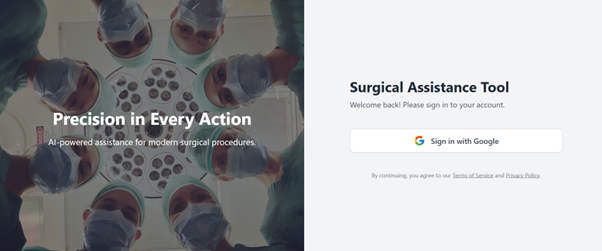 Precision in Every Action
AI-powered assistance for modern surgical procedures.
Surgical Assistance Tool
Welcome back! Please sign in to your account.
Sign in with Google
By continuing, you agree to our Terms of Service and Privacy Policy.